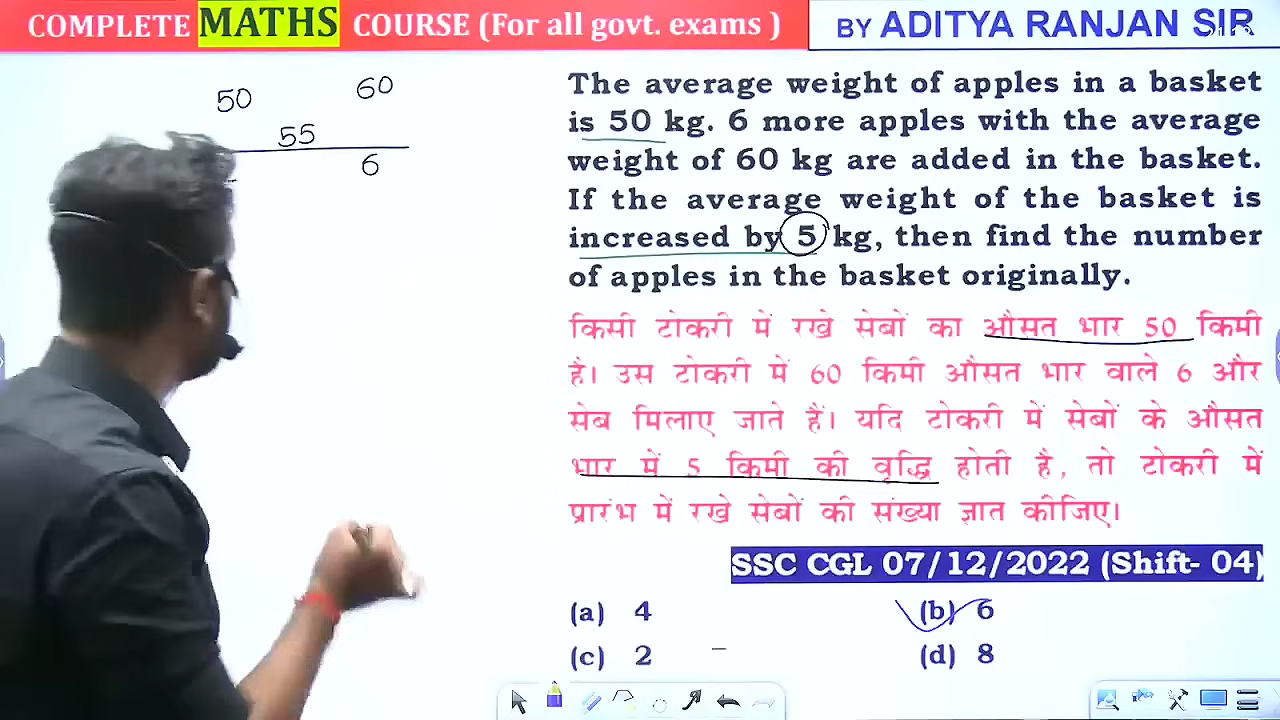 COMPLETE MATHS COURSE (For all govt. exams )
BY ADITYA RANJAN SIR
50 60
55
6
The average weight of apples in a basket
is 50 kg. 6 more apples with the average
weight of 60 kg are added in the basket.
If the average weight of the basket is
increased by 5 kg, then find the number
of apples in the basket originally.
किसी टोकरी में रखे सेबों का औसत भार 50 किमी
है। उस टोकरी में 60 किमी औसत भार वाले 6 और
सेब मिलाए जाते हैं। यदि टोकरी में सेबों के औसत
भार में 5 किमी की वृद्धि होती है, तो टोकरी में
प्रारंभ में रखे सेबों की संख्या ज्ञात कीजिए।
SSC CGL 07/12/2022 (Shift- 04)
(a) 4 (b) 6
(c) 2 (d) 8